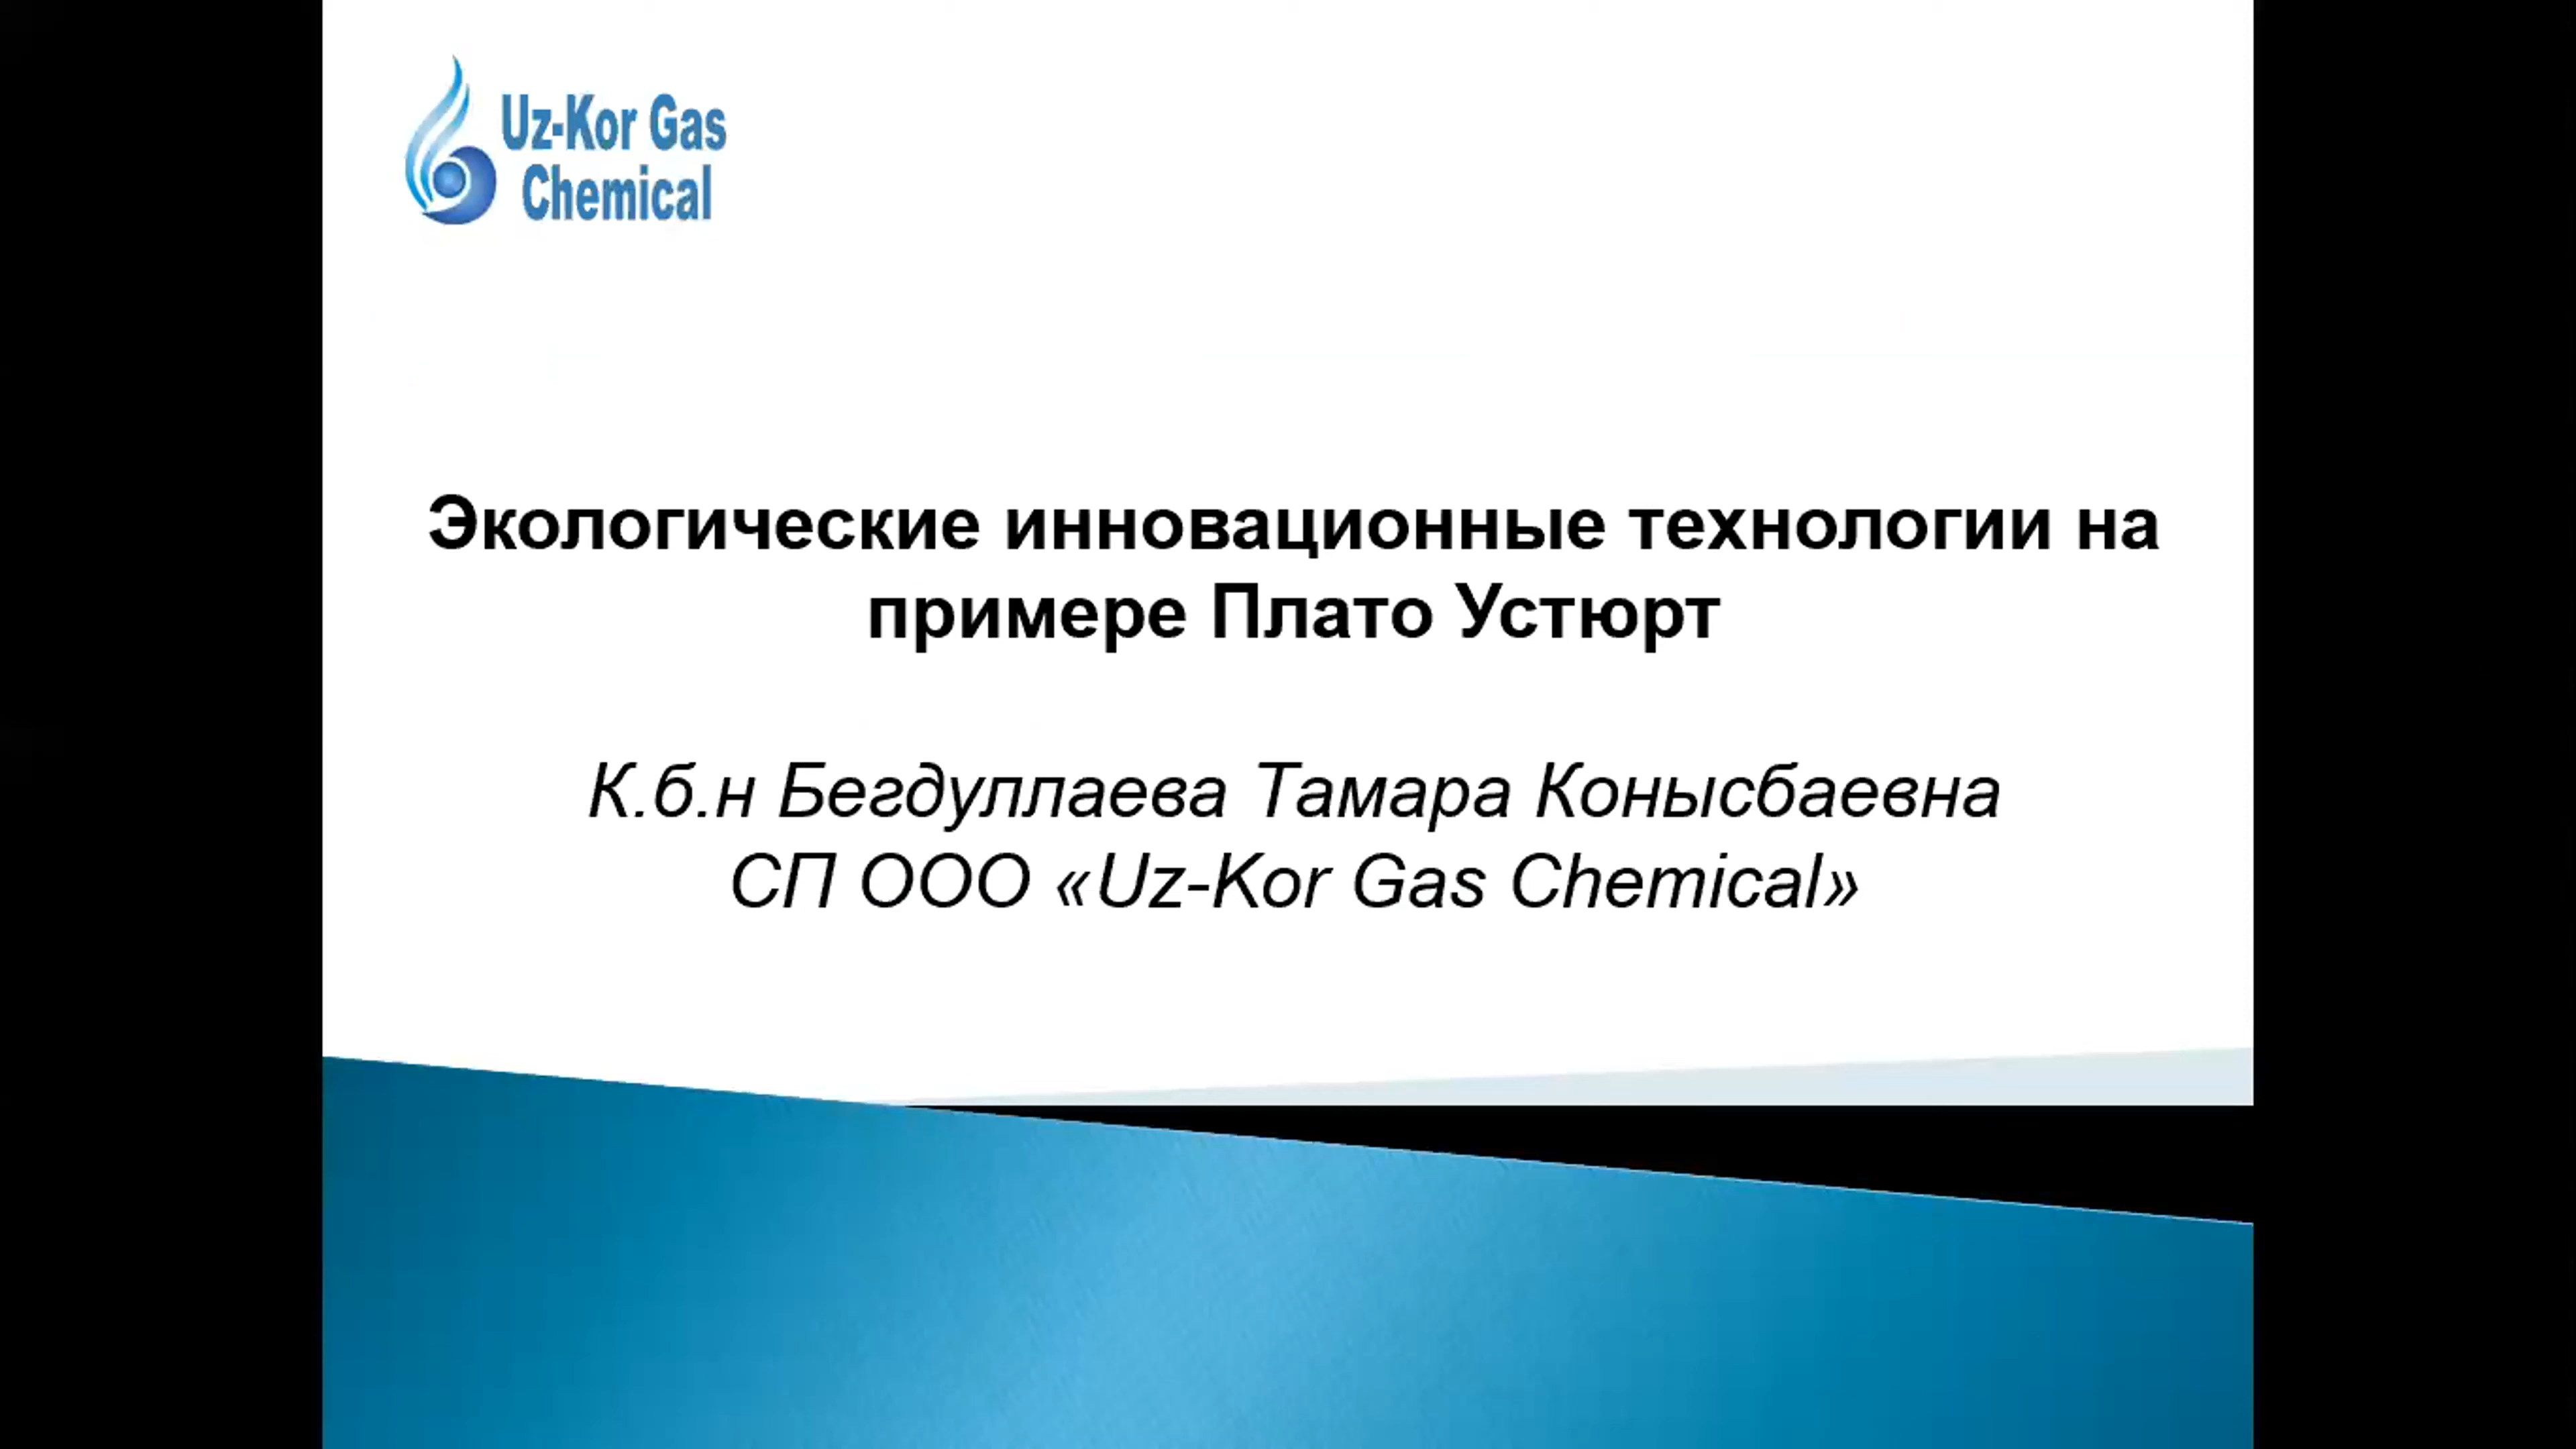 Uz-Kor Gas
Chemical
Экологические инновационные технологии на
примере Плато Устюрт
К.б.н Бегдуллаева Тамара Конысбаевна
СП ООО «Uz-Kor Gas Chemical»